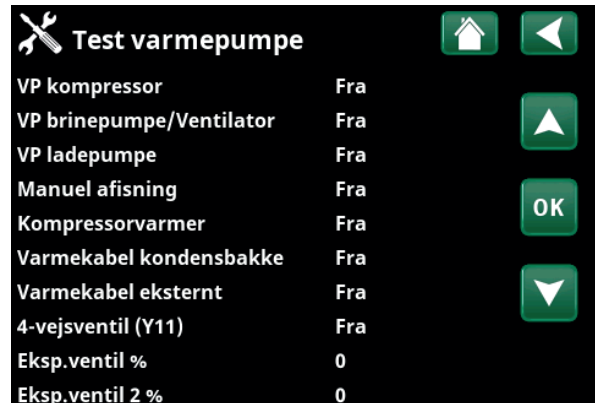 Test varmepumpe
VP kompressor Fra
VP brinepumpe/Ventilator Fra
VP ladepumpe Fra
Manuel afisning Fra
OK
Kompressorvarmer Fra
Varmekabel kondensbakke Fra
Varmekabel eksternt Fra
4-vejsventil (Y11) Fra
Eksp.ventil % 0
Eksp.ventil 2 % 0